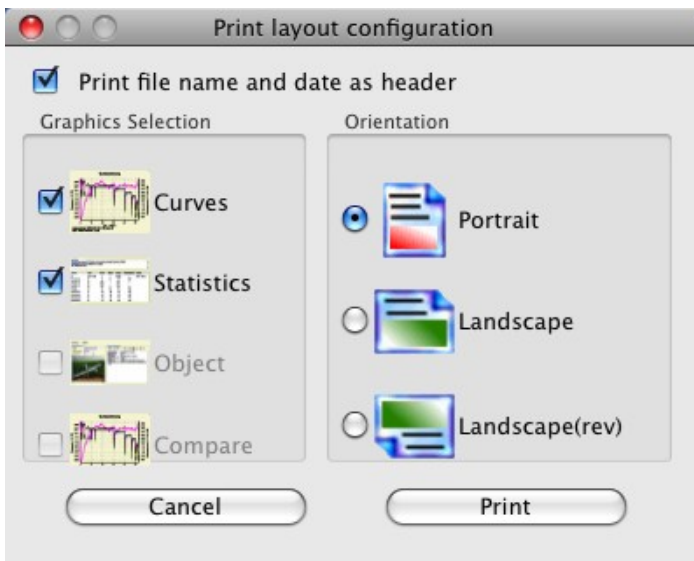 Print layout configuration
Print file name and date as header
Graphics Selection
Curves
Statistics
Object
Compare
Orientation
Portrait
Landscape
Landscape(rev)
Cancel
Print